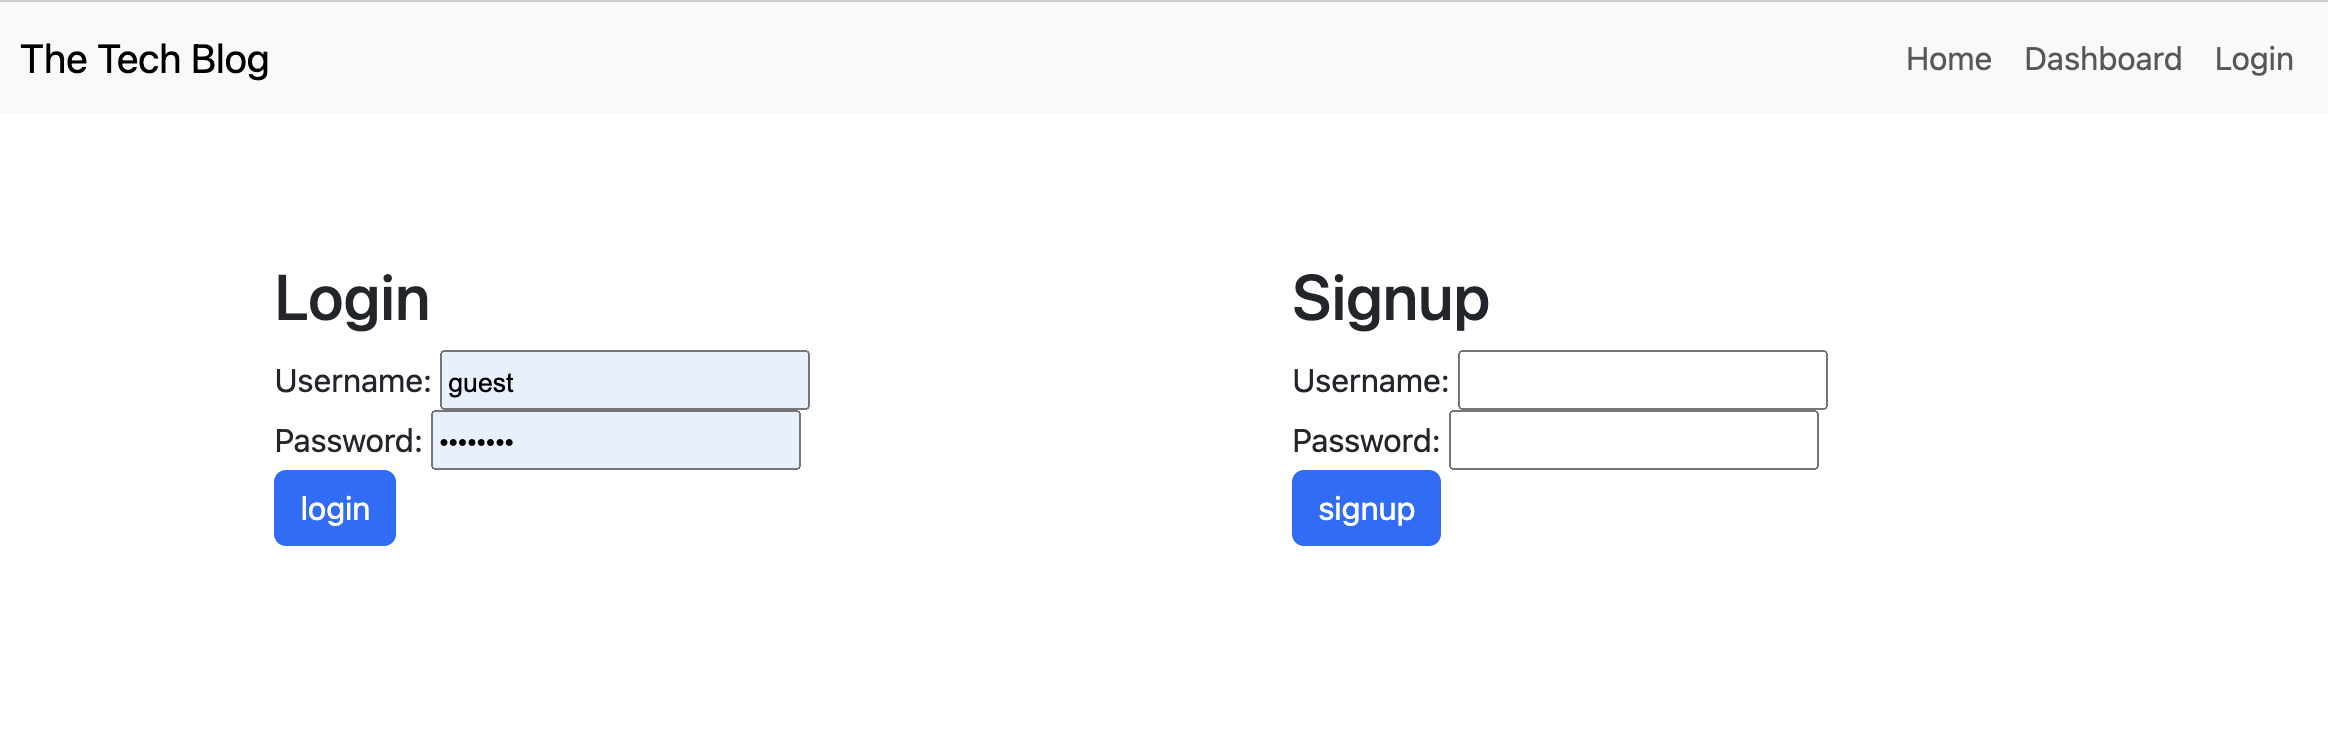 The Tech Blog
Home Dashboard Login
Login
Username: guest
Password: ••••••••
login
Signup
Username:
Password:
signup